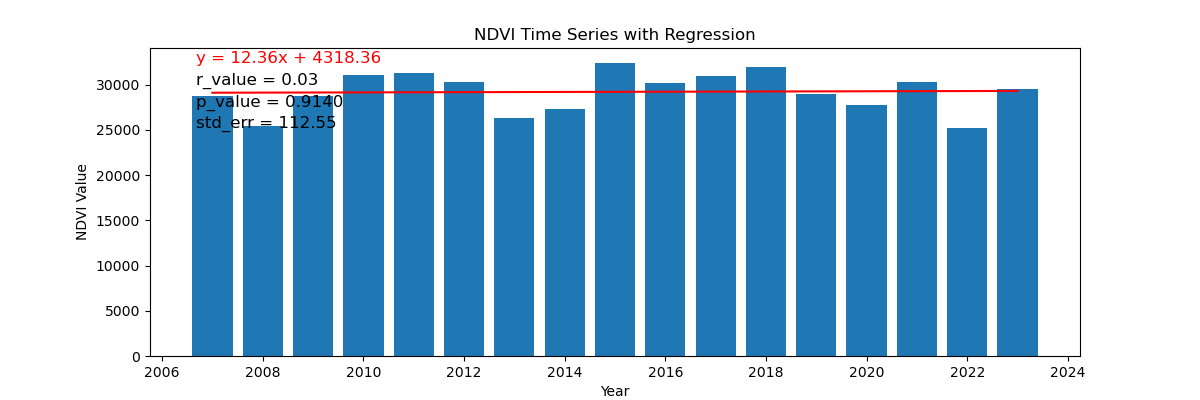 NDVI Time Series with Regression
y = 12.36x + 4318.36
r_value = 0.03
p_value = 0.9140
std_err = 112.55
30000
25000
20000
15000
10000
5000
0
NDVI Value
2006 2008 2010 2012 2014 2016 2018 2020 2022 2024
Year